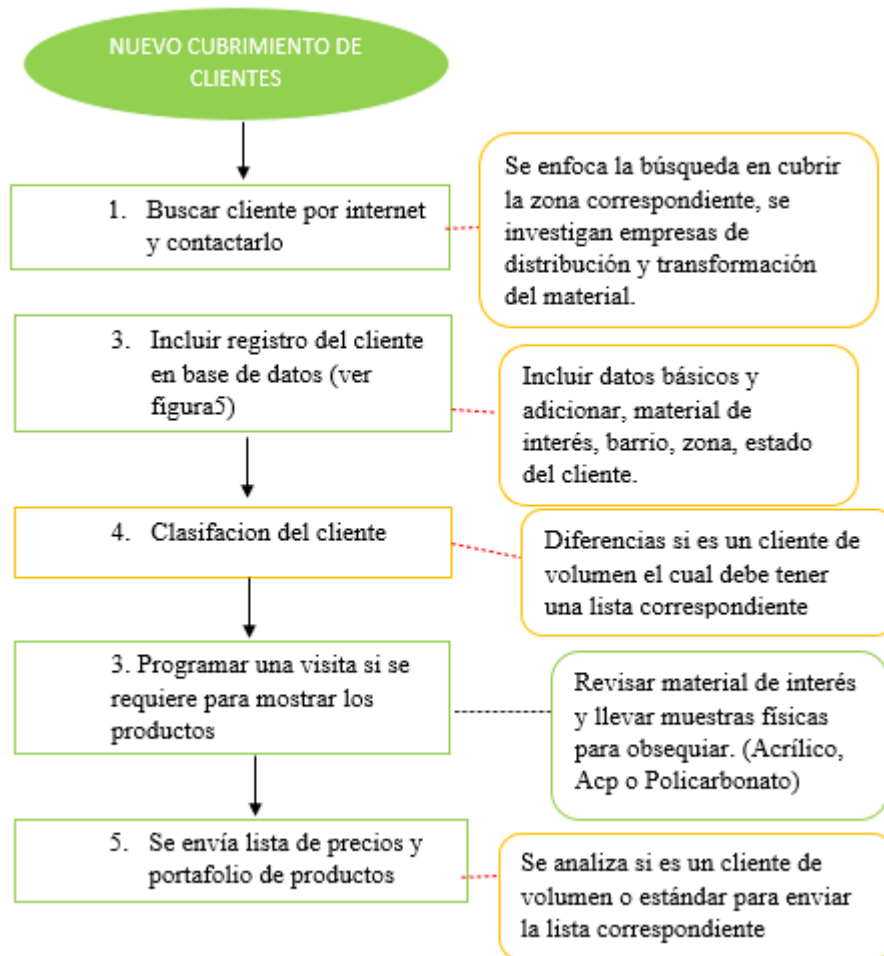 NUEVO CUBRIMIENTO DE
CLIENTES
1. Buscar cliente por internet
y contactarlo
Se enfoca la búsqueda en cubrir
la zona correspondiente, se
investigan empresas de
distribución y transformación
del material.
3. Incluir registro del cliente
en base de datos (ver
fígura5)
Incluir datos básicos y
adicionar, material de
interés, barrio, zona, estado
del cliente.
4. Clasifacion del cliente
Diferencias si es un cliente de
volumen el cual debe tener
una lista correspondiente
3. Programar una visita si se
requiere para mostrar los
productos
Revisar material de interés
y llevar muestras físicas
para obsequiar. (Acrílico,
Acp o Policarbonato)
5. Se envía lista de precios y
portafolio de productos
Se analiza si es un cliente de
volumen o estándar para enviar
la lista correspondiente